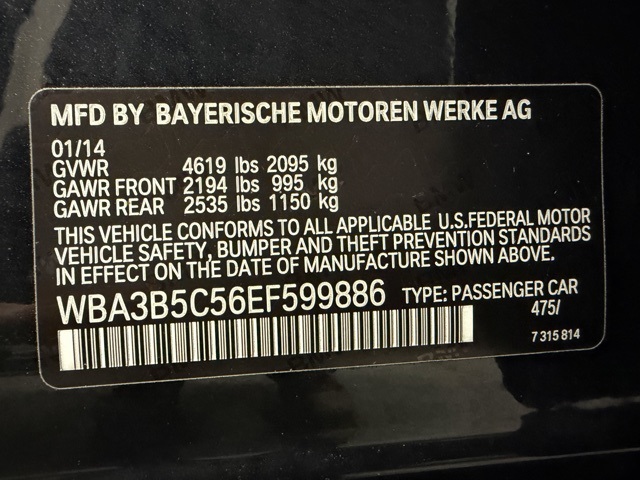 MFD BY BAYERISCHE MOTOREN WERKE AG
01/14
GVWR 4619 lbs 2095 kg
GAWR FRONT 2194 lbs 995 kg
GAWR REAR 2535 lbs 1150 kg
THIS VEHICLE CONFORMS TO ALL APPLICABLE U.S.FEDERAL MOTOR
VEHICLE SAFETY, BUMPER AND THEFT PREVENTION STANDARDS
IN EFFECT ON THE DATE OF MANUFACTURE SHOWN ABOVE.
WBA3B5C56EF599886 TYPE: PASSENGER CAR
475/
7 315 814